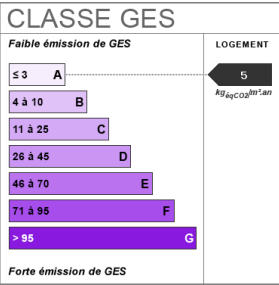 CLASSE GES
Faible émission de GES
LOGEMENT
≤ 3 A
5
kgéqCO2/m².an
4 à 10 B
11 à 25 C
26 à 45 D
46 à 70 E
71 à 95 F
> 95 G
Forte émission de GES